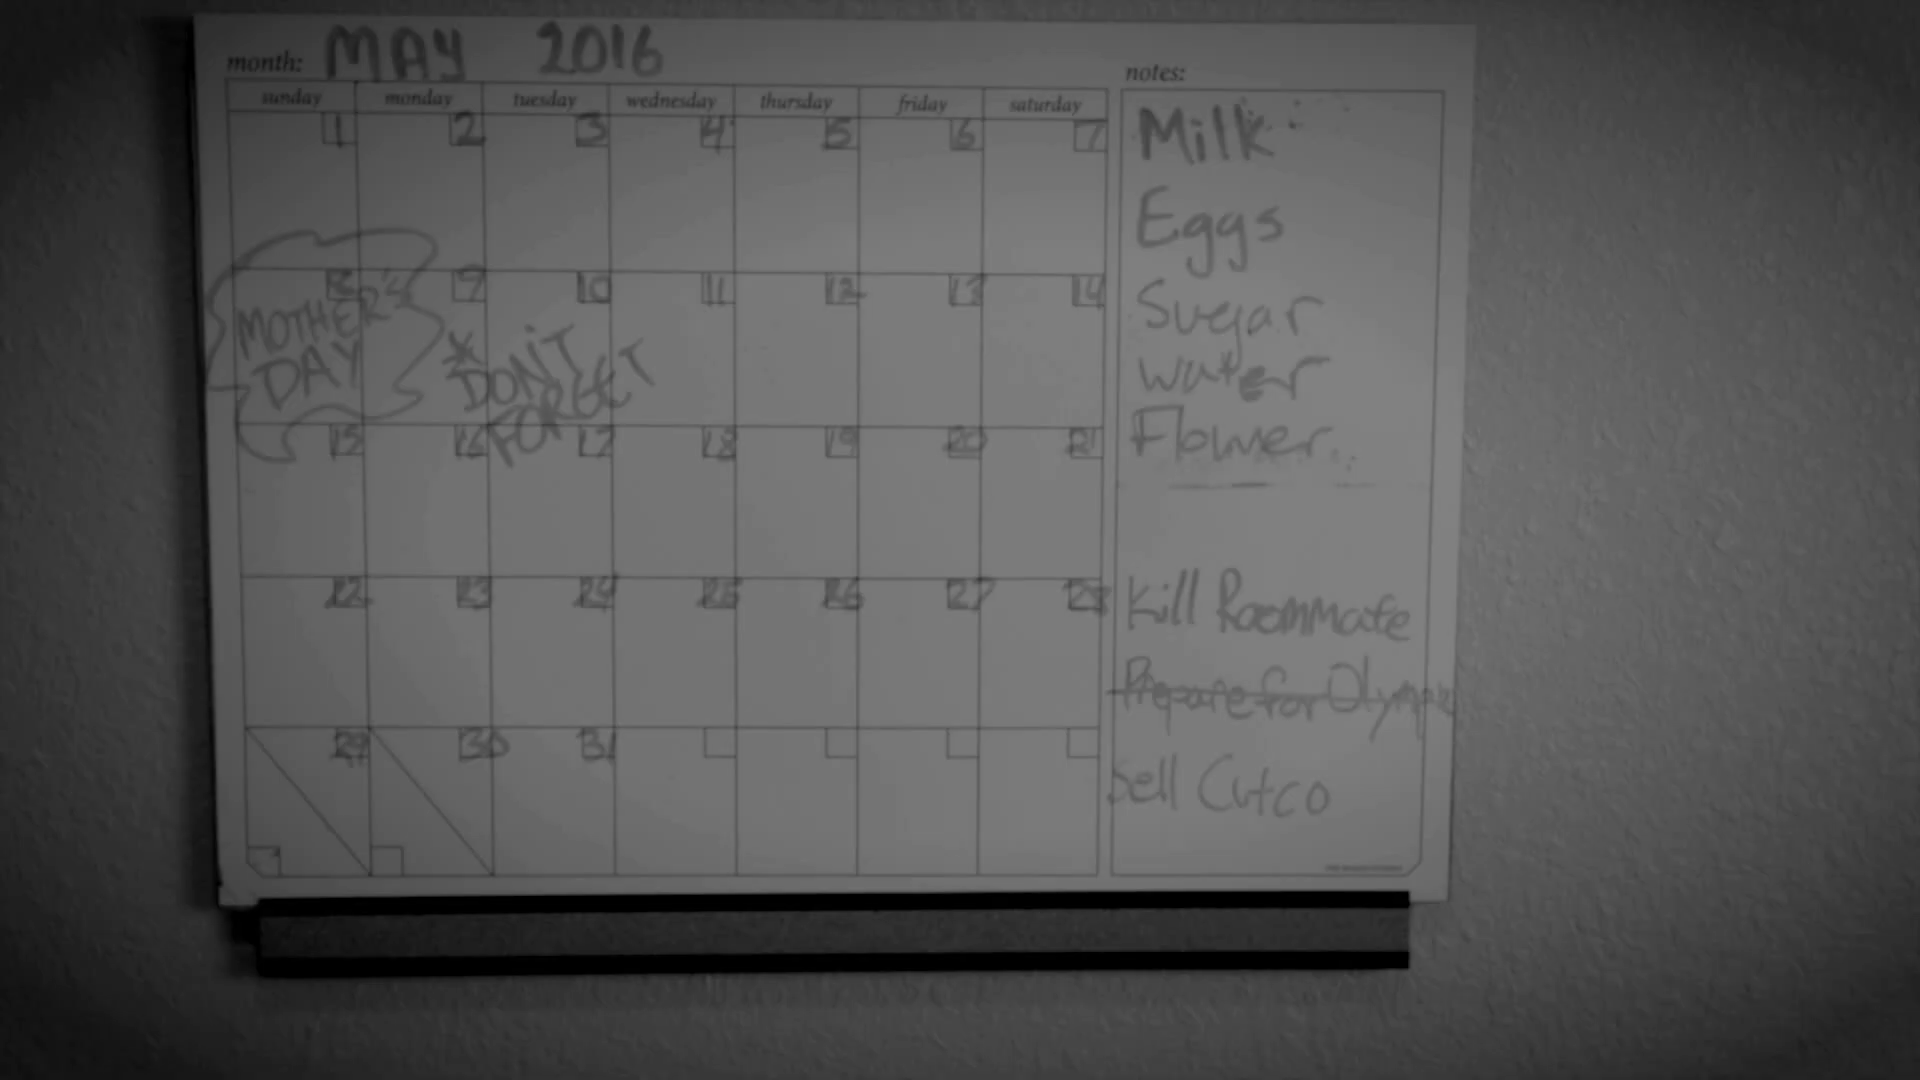 month: MAY 2016
notes:
sunday monday tuesday wednesday thursday friday saturday
1 2 3 4 5 6 7
8 9 10 11 12 13 14
MOTHER'S
DAY
* DON'T
FORGET
15 16 17 18 19 20 21
22 23 24 25 26 27 28
29 30 31
Milk
Eggs
Sugar
water
Flower
Kill Roommate
Prepare for
Sell Cutco